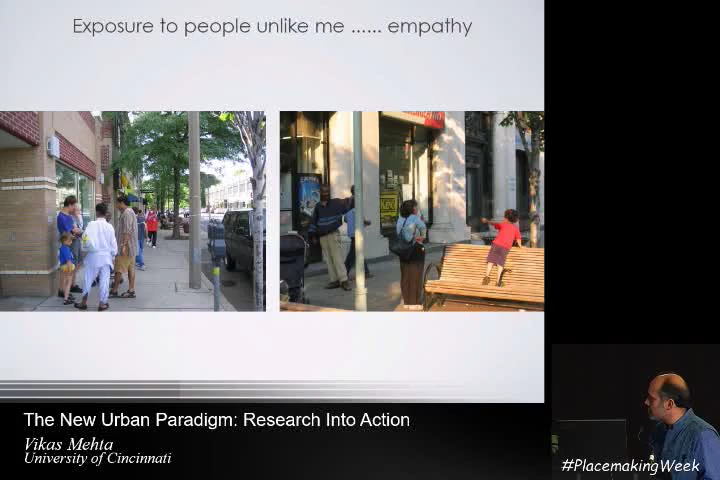 Exposure to people unlike me ...... empathy
The New Urban Paradigm: Research Into Action
Vikas Mehta
University of Cincinnati
#PlacemakingWeek